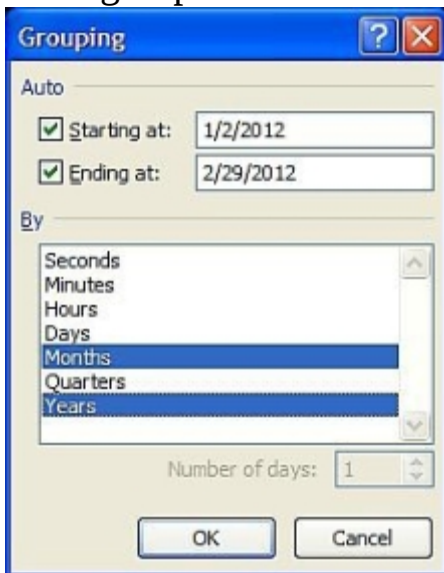 Grouping
Auto
Starting at: 1/2/2012
Ending at: 2/29/2012
By
Seconds
Minutes
Hours
Days
Months
Quarters
Years
Number of days: 1
OK Cancel